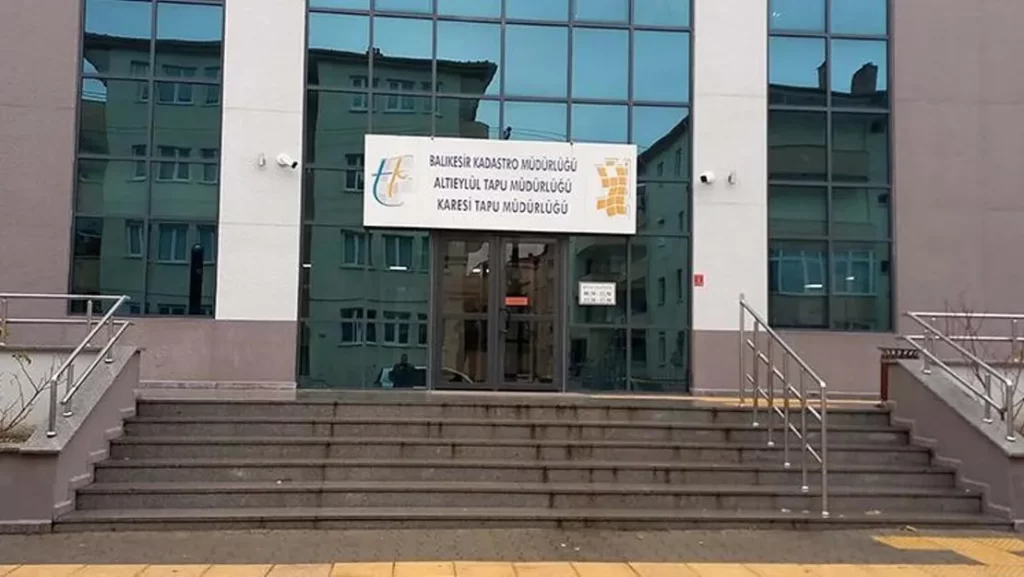 BALIKESİR KADASTRO MÜDÜRLÜĞÜ
ALTIEYLÜL TAPU MÜDÜRLÜĞÜ
KARESİ TAPU MÜDÜRLÜĞÜ